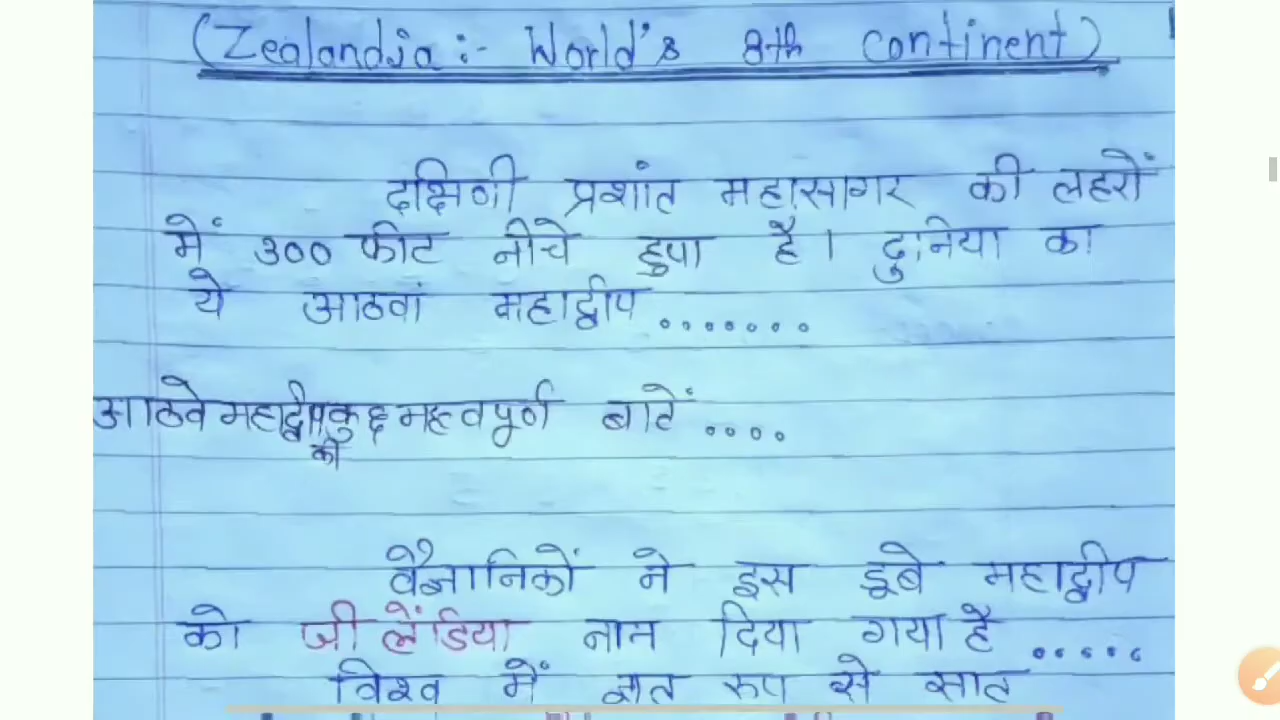 (Zealandia :- World's 8th continent)
दक्षिणी प्रशांत महासागर की लहरों
में 300 फीट नीचे छुपा है। दुनिया का
ये आठवां महाद्वीप .......
आठवे महाद्वीप की कुछ महत्वपूर्ण बातें ....
वैज्ञानिकों ने इस डूबे महाद्वीप
को जी लेंडिया नाम दिया गया है .....
विश्व में ज्ञात रूप से सात